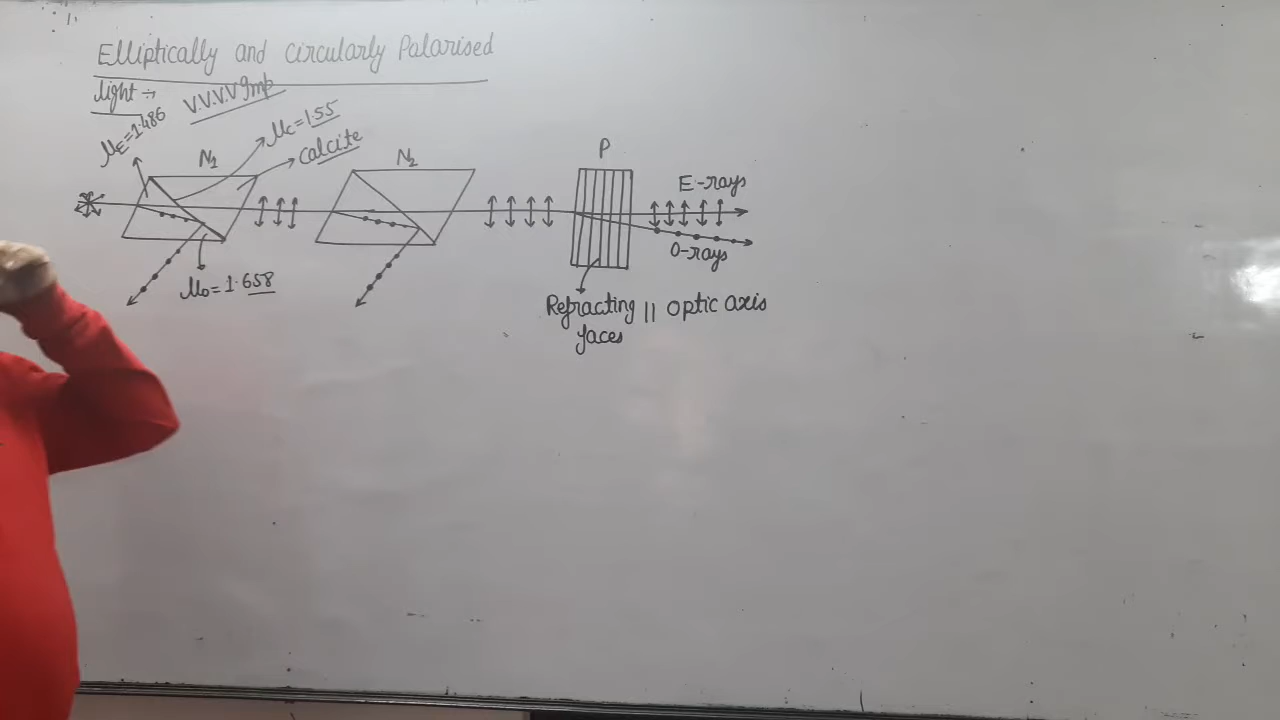 Elliptically and Circularly Palarised
light :→ V.V.V.V Imp
μE=1.486
μc=1.55
calcite
N1
N2
P
E-rays
O-rays
μo=1.658
Refracting || optic axis
faces